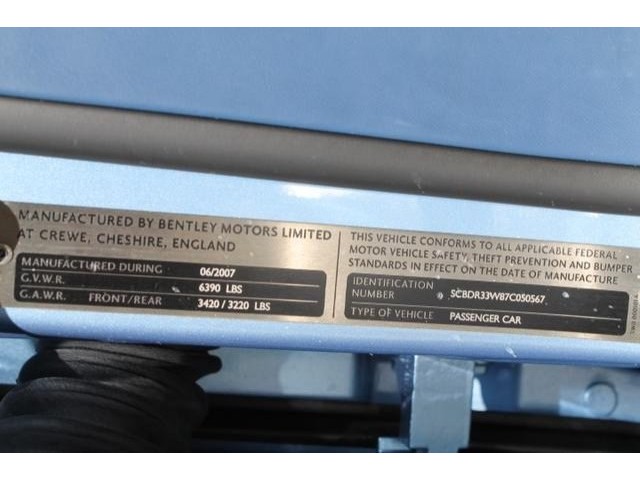 MANUFACTURED BY BENTLEY MOTORS LIMITED
AT CREWE, CHESHIRE, ENGLAND
MANUFACTURED DURING 06/2007
G.V.W.R. 6390 LBS
G.A.W.R. FRONT/REAR 3420 / 3220 LBS
THIS VEHICLE CONFORMS TO ALL APPLICABLE FEDERAL
MOTOR VEHICLE SAFETY, THEFT PREVENTION AND BUMPER
STANDARDS IN EFFECT ON THE DATE OF MANUFACTURE
IDENTIFICATION
NUMBER SCBDR33W87C050567
TYPE OF VEHICLE PASSENGER CAR